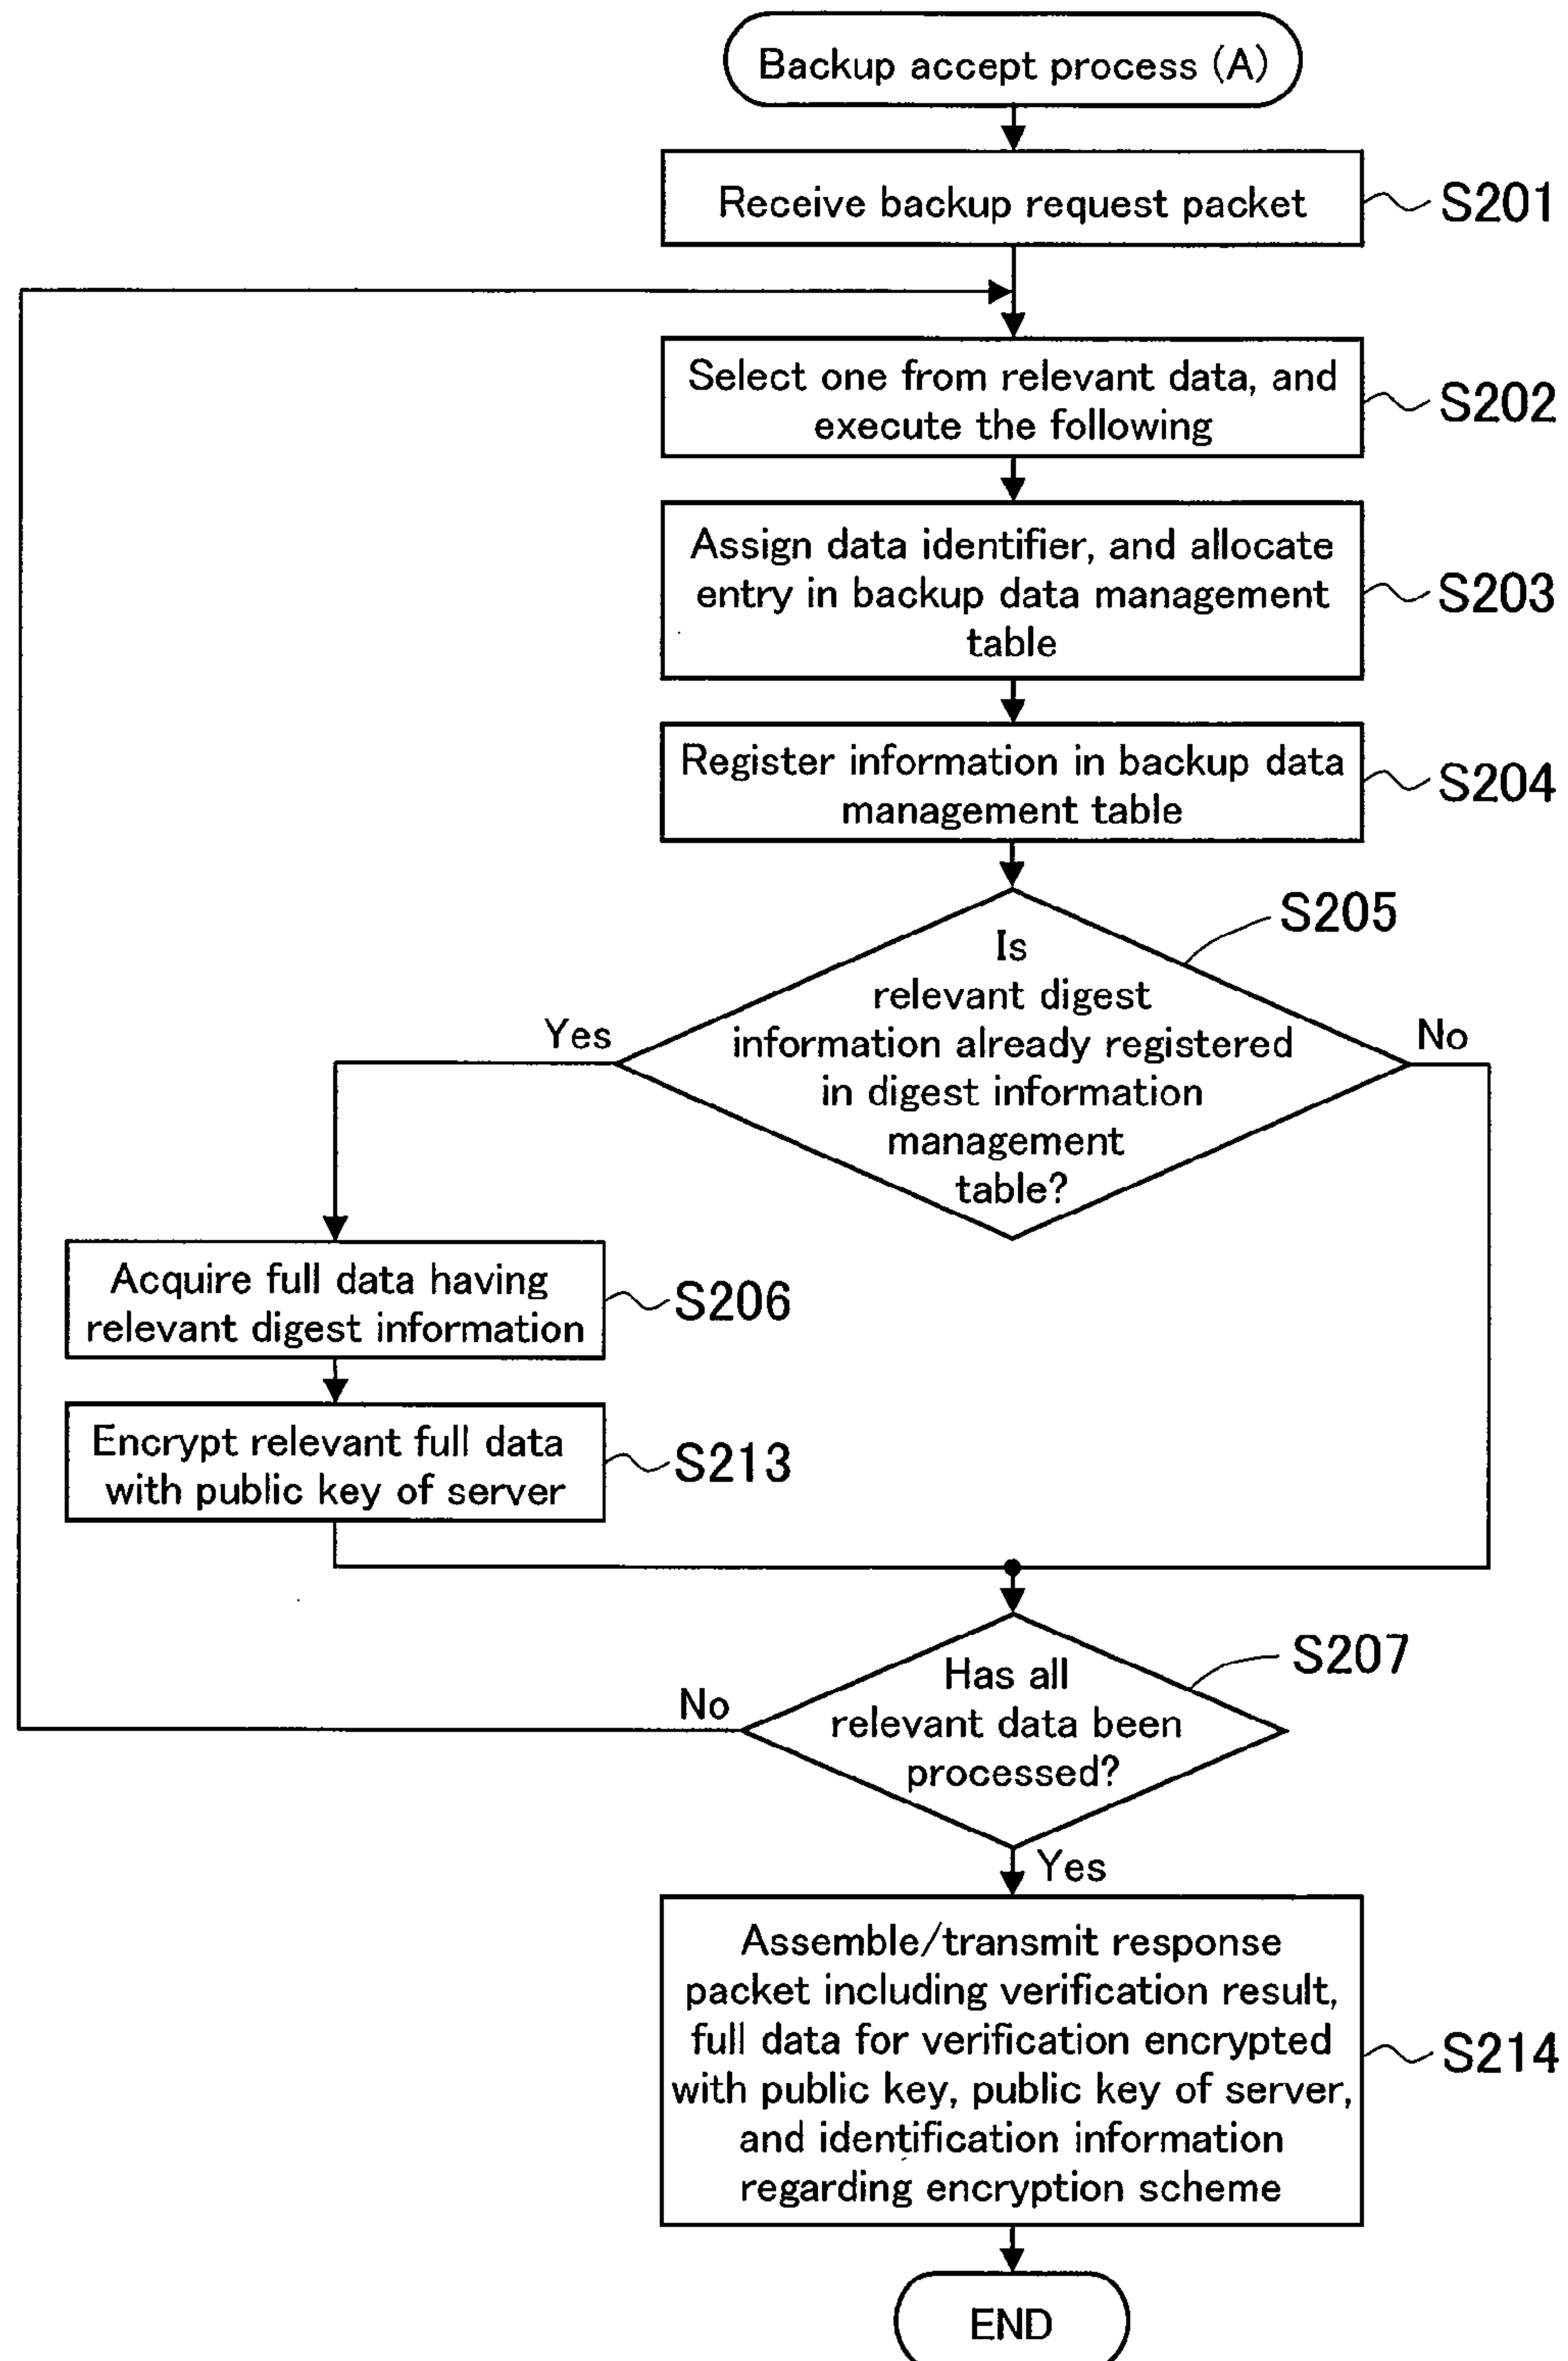 Backup accept process (A)
Receive backup request packet
S201
Select one from relevant data, and
execute the following
S202
Assign data identifier, and allocate
entry in backup data management
table
S203
Register information in backup data
management table
S204
S205
Is
relevant digest
information already registered
in digest information
management
table?
Yes
No
Acquire full data having
relevant digest information
S206
Encrypt relevant full data
with public key of server
S213
S207
Has all
relevant data been
processed?
No
Yes
Assemble/transmit response
packet including verification result,
full data for verification encrypted
with public key, public key of server,
and identification information
regarding encryption scheme
S214
END